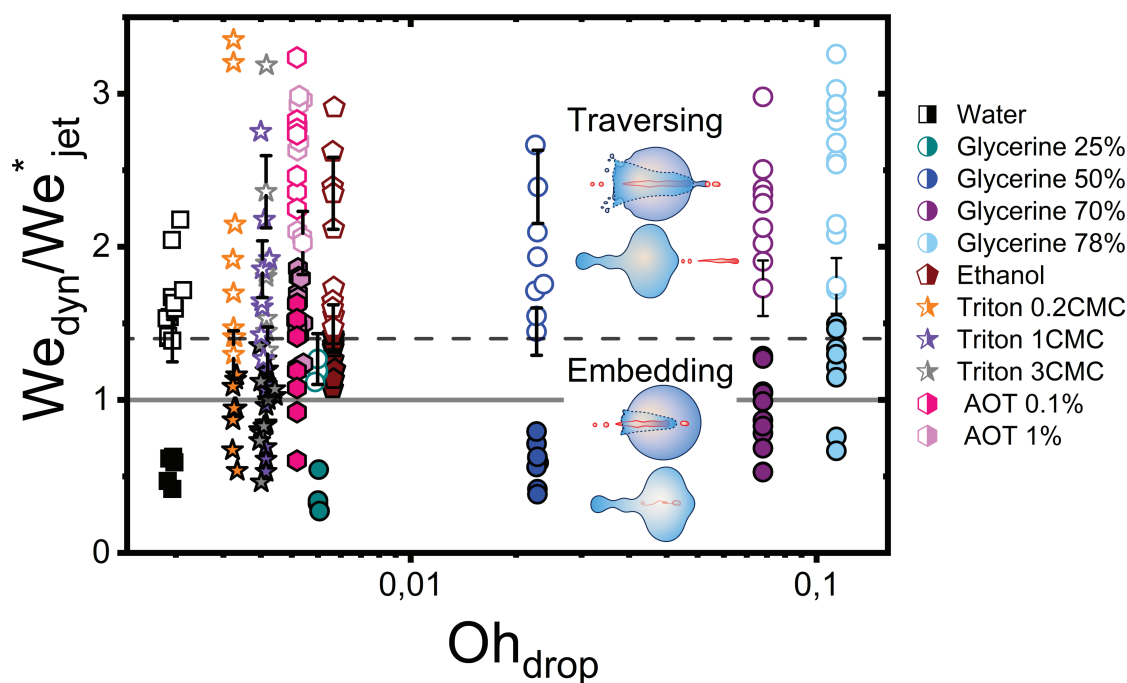 We_dyn/We*_jet
3
2
1
0
0,01
0,1
Oh_drop
Traversing
Embedding
Water
Glycerine 25%
Glycerine 50%
Glycerine 70%
Glycerine 78%
Ethanol
Triton 0.2CMC
Triton 1CMC
Triton 3CMC
AOT 0.1%
AOT 1%